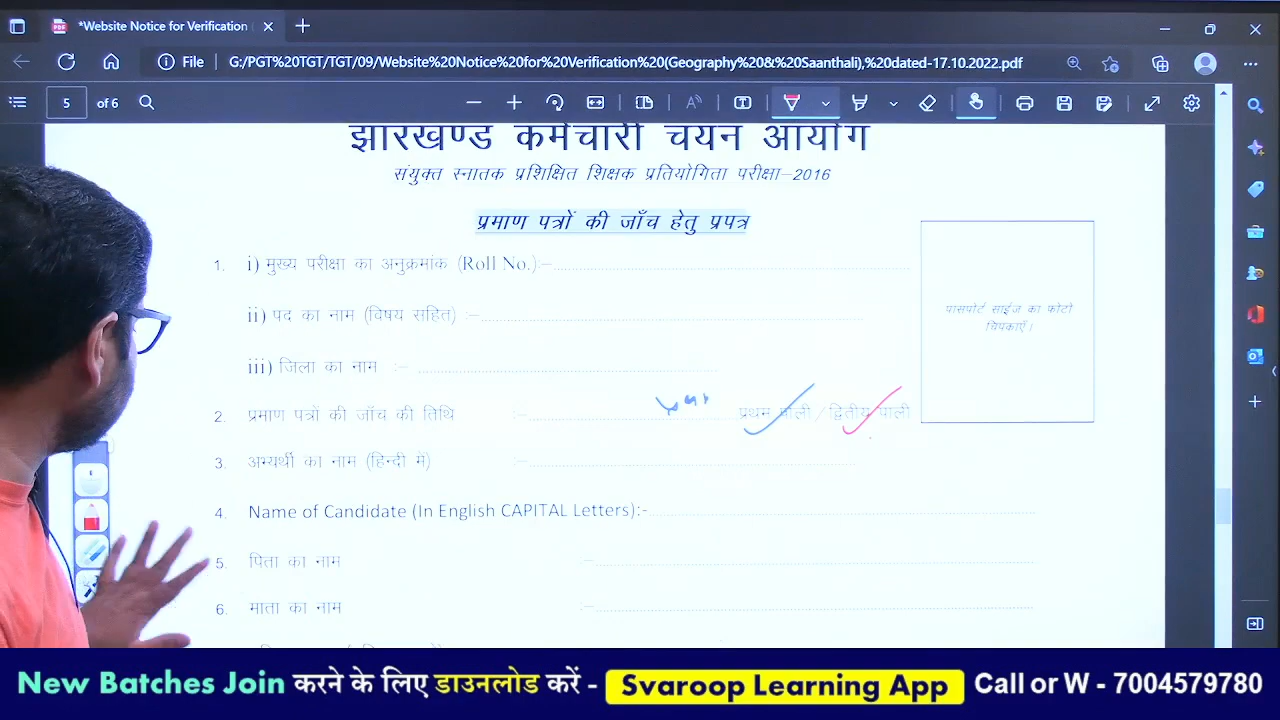 *Website Notice for Verification
File G:/PGT%20TGT/TGT/09/Website%20Notice%20for%20Verification%20(Geography%20&%20Saanthali),%20dated-17.10.2022.pdf
5 of 6
झारखण्ड कर्मचारी चयन आयोग
संयुक्त स्नातक प्रशिक्षित शिक्षक प्रतियोगिता परीक्षा–2016
प्रमाण पत्रों की जाँच हेतु प्रपत्र
1. i) मुख्य परीक्षा का अनुक्रमांक (Roll No.):–
ii) पद का नाम (विषय सहित) :–
iii) जिला का नाम :–
पासपोर्ट साईज का फोटो
चिपकाएँ।
2. प्रमाण पत्रों की जाँच की तिथि :– प्रथम पाली / द्वितीय पाली
3. अभ्यर्थी का नाम (हिन्दी में) :–
4. Name of Candidate (In English CAPITAL Letters):-
5. पिता का नाम :–
6. माता का नाम :–
New Batches Join करने के लिए डाउनलोड करें - Svaroop Learning App Call or W - 7004579780